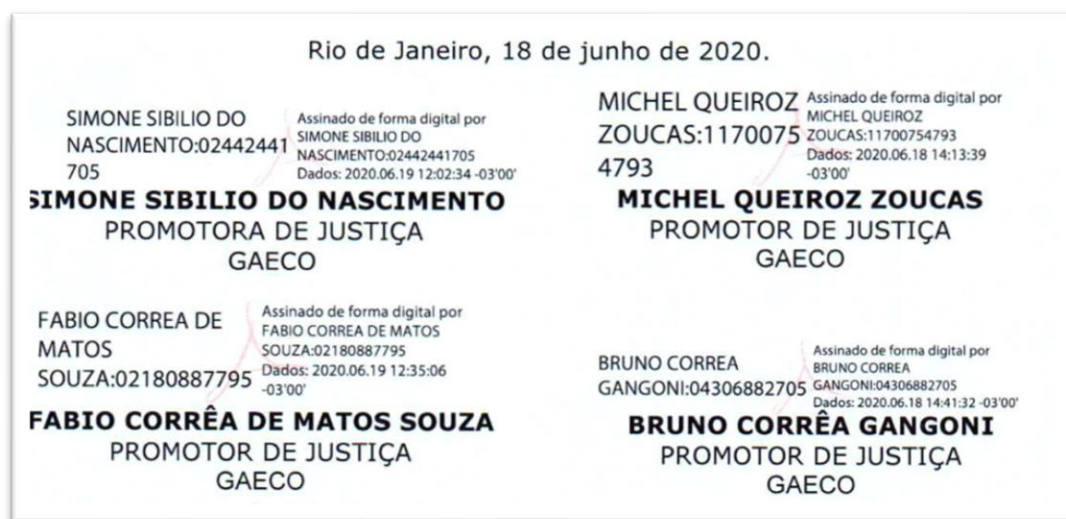 Rio de Janeiro, 18 de junho de 2020.
SIMONE SIBILIO DO
NASCIMENTO:02442441
705
Assinado de forma digital por
SIMONE SIBILIO DO
NASCIMENTO:02442441705
Dados: 2020.06.19 12:02:34 -03'00'
SIMONE SIBILIO DO NASCIMENTO
PROMOTORA DE JUSTIÇA
GAECO
MICHEL QUEIROZ
ZOUCAS:1170075
4793
Assinado de forma digital por
MICHEL QUEIROZ
ZOUCAS:11700754793
Dados: 2020.06.18 14:13:39
-03'00'
MICHEL QUEIROZ ZOUCAS
PROMOTOR DE JUSTIÇA
GAECO
FABIO CORREA DE
MATOS
SOUZA:02180887795
Assinado de forma digital por
FABIO CORREA DE MATOS
SOUZA:02180887795
Dados: 2020.06.19 12:35:06
-03'00'
FABIO CORRÊA DE MATOS SOUZA
PROMOTOR DE JUSTIÇA
GAECO
BRUNO CORREA
GANGONI:04306882705
Assinado de forma digital por
BRUNO CORREA
GANGONI:04306882705
Dados: 2020.06.18 14:41:32 -03'00'
BRUNO CORRÊA GANGONI
PROMOTOR DE JUSTIÇA
GAECO